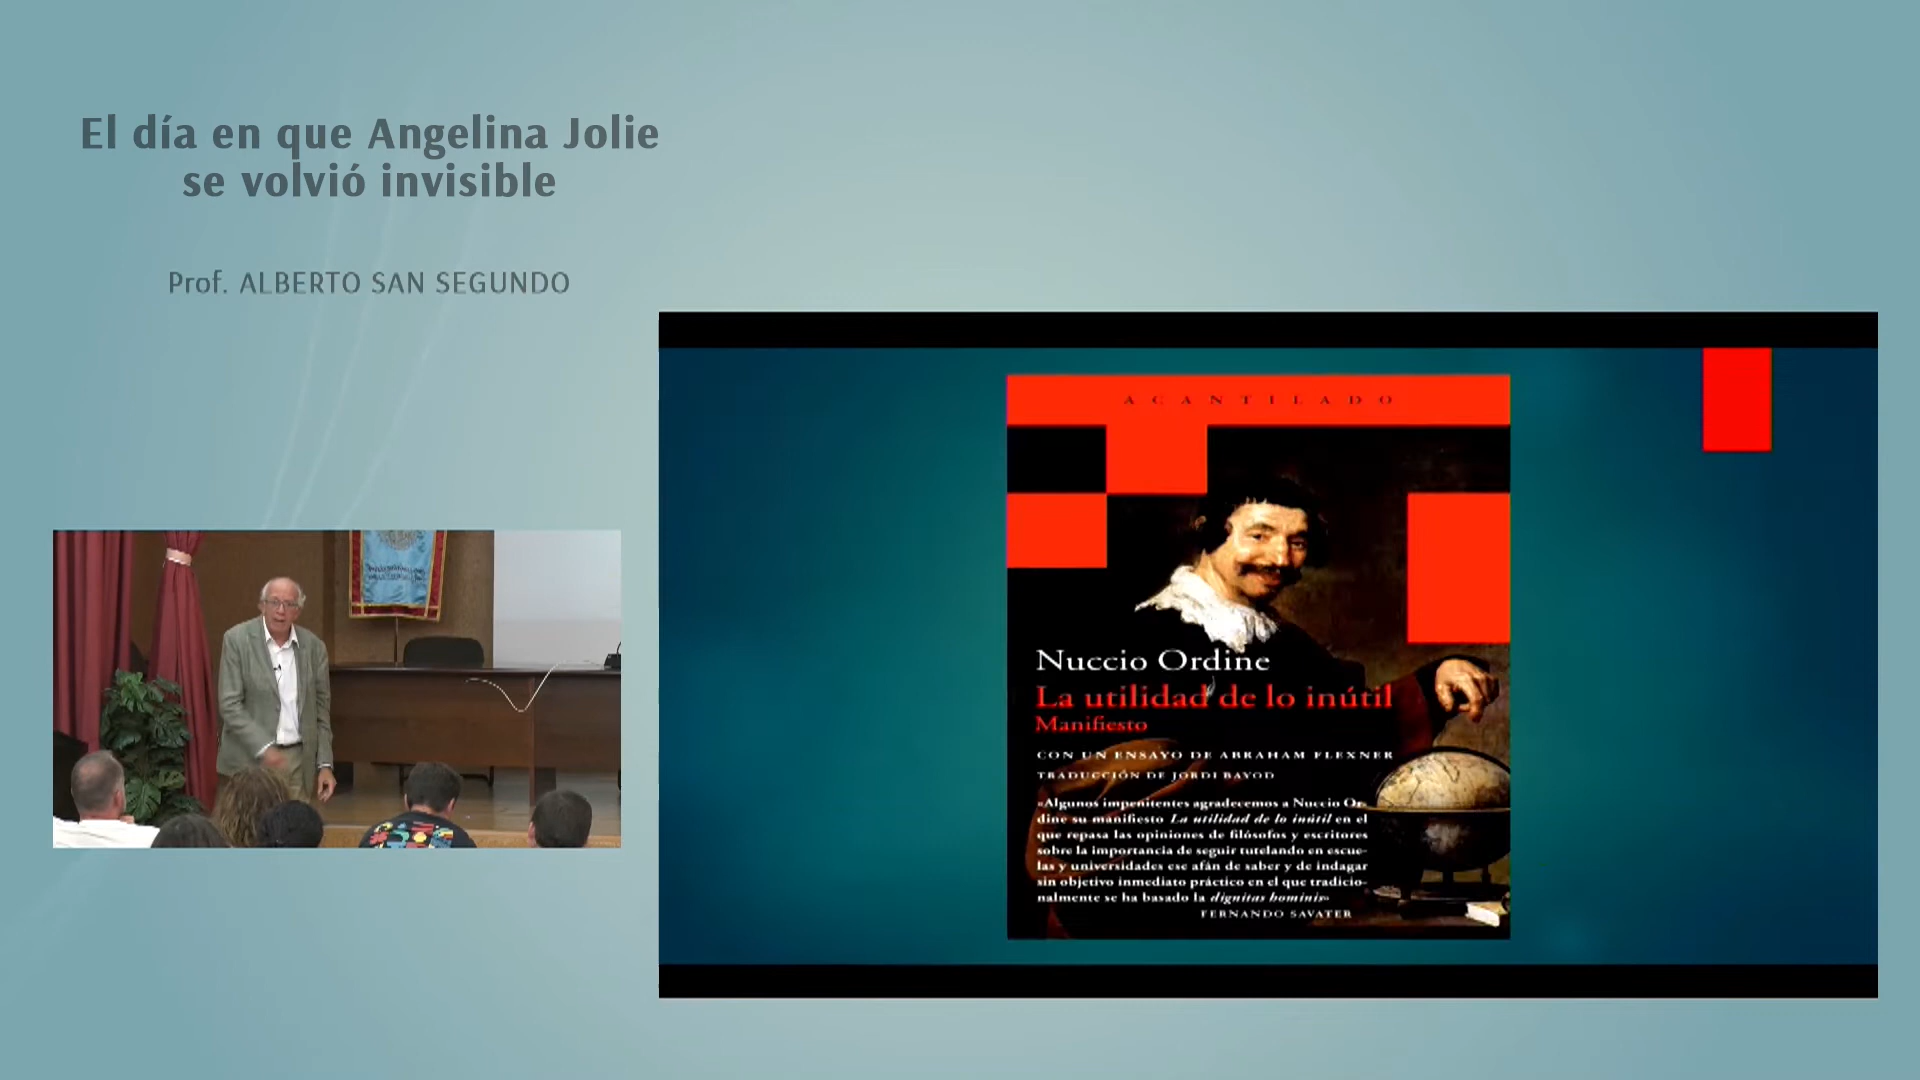 El día en que Angelina Jolie
se volvió invisible
Prof. ALBERTO SAN SEGUNDO
ACANTILADO
Nuccio Ordine
La utilidad de lo inútil
Manifiesto
CON UN ENSAYO DE ABRAHAM FLEXNER
TRADUCCIÓN DE JORDI BAYOD
«Algunos impenitentes agradecemos a Nuccio Or-
dine su manifiesto La utilidad de lo inútil en el
que repasa las opiniones de filósofos y escritores
sobre la importancia de seguir tutelando en escue-
las y universidades ese afán de saber y de indagar
sin objetivo inmediato práctico en el que tradicio-
nalmente se ha basado la dignitas hominis»
FERNANDO SAVATER